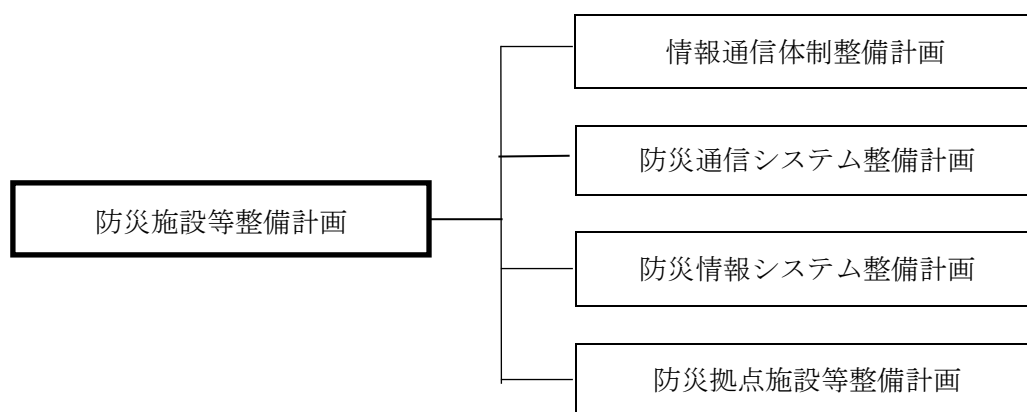 防災施設等整備計画
情報通信体制整備計画
防災通信システム整備計画
防災情報システム整備計画
防災拠点施設等整備計画